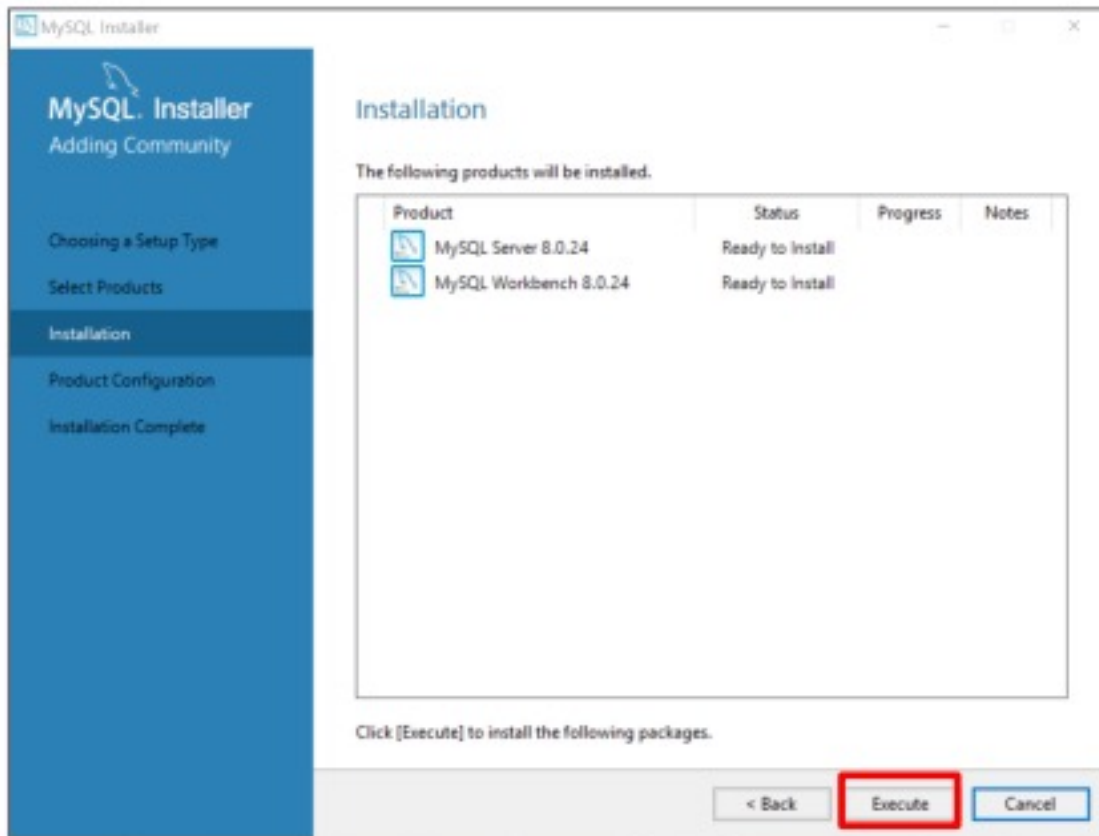 MySQL Installer
MySQL. Installer
Adding Community
Choosing a Setup Type
Select Products
Installation
Product Configuration
Installation Complete
Installation
The following products will be installed.
Product Status Progress Notes
MySQL Server 8.0.24 Ready to Install
MySQL Workbench 8.0.24 Ready to Install
Click [Execute] to install the following packages.
< Back Execute Cancel